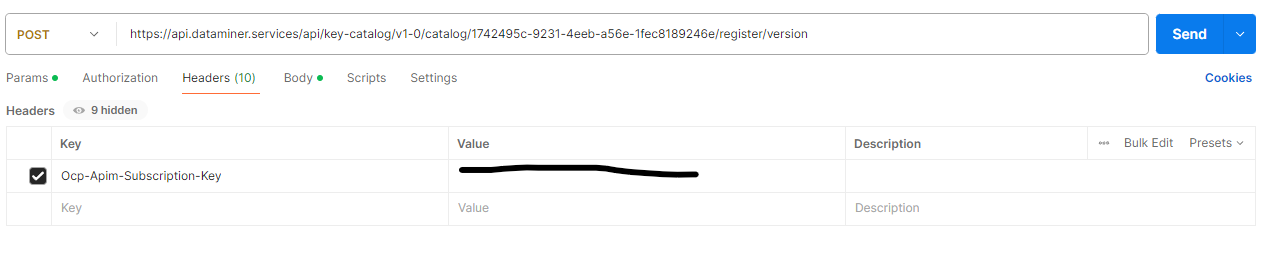 POST https://api.dataminer.services/api/key-catalog/v1-0/catalog/1742495c-9231-4eeb-a56e-1fec8189246e/register/version Send
Params Authorization Headers (10) Body Scripts Settings Cookies
Headers 9 hidden
Key Value Description Bulk Edit Presets
Ocp-Apim-Subscription-Key
Key Value Description